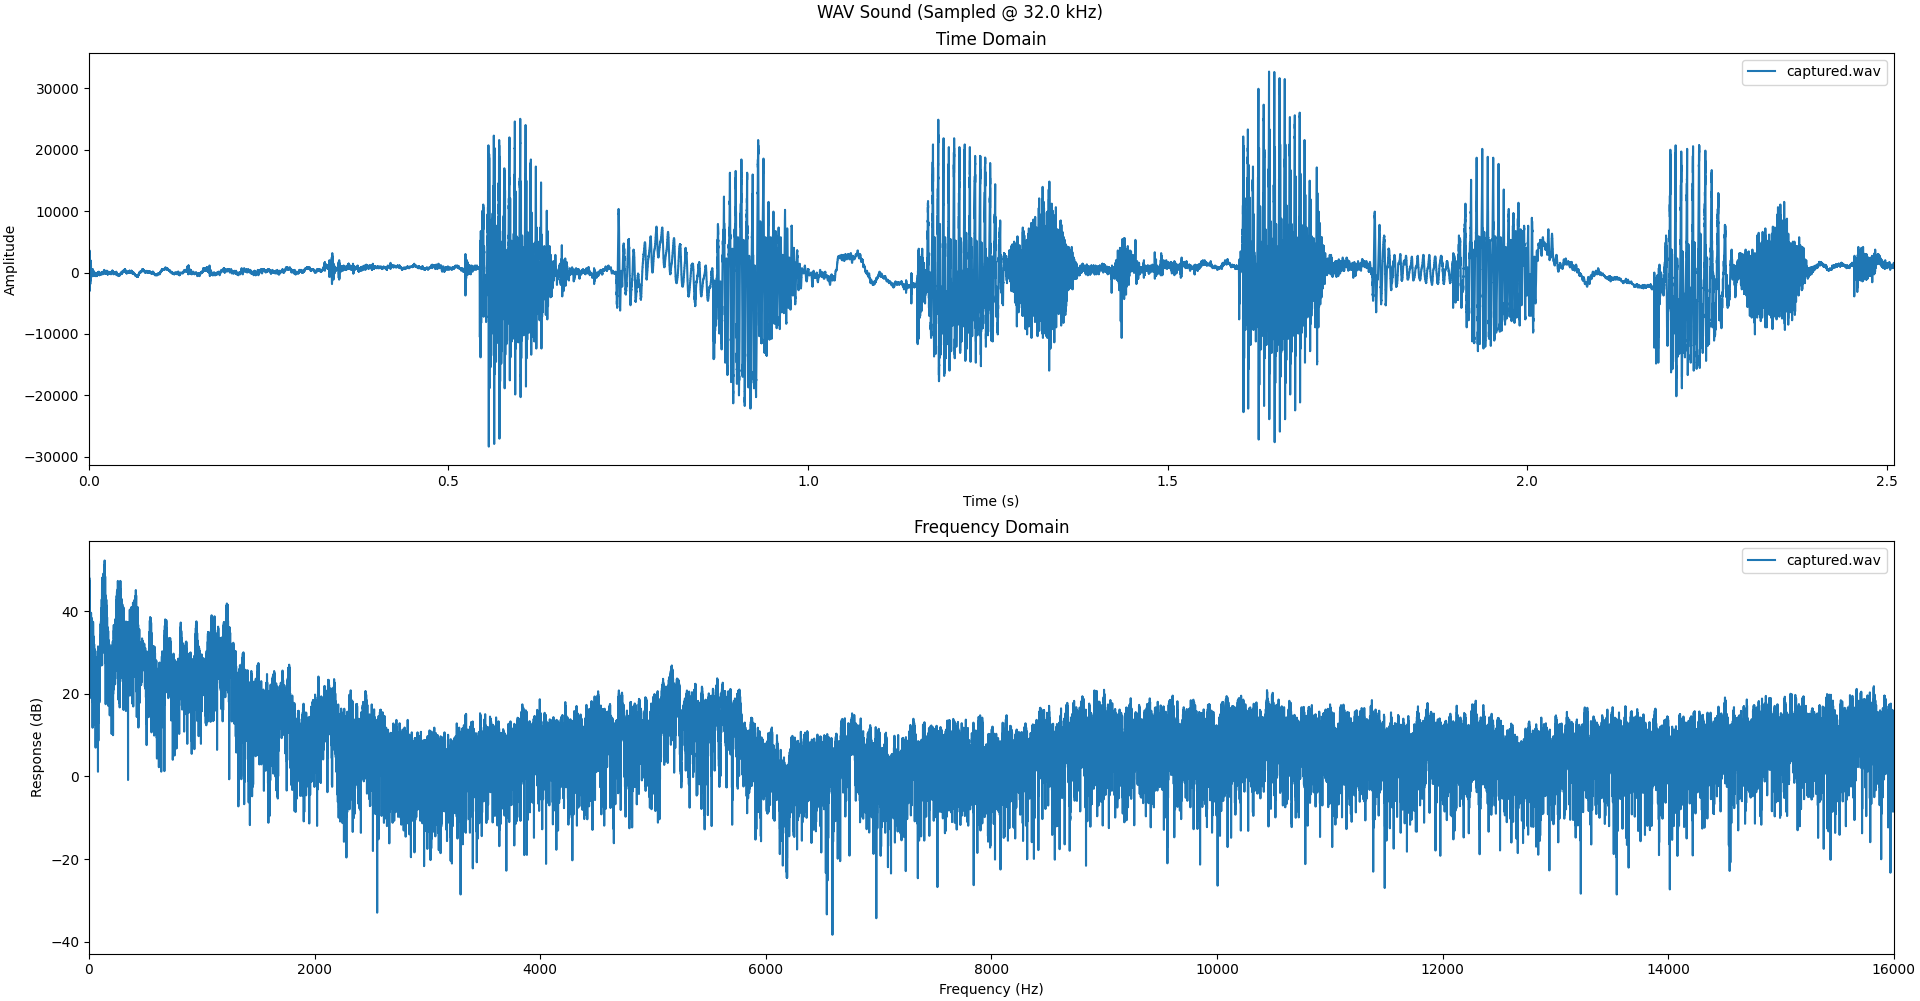 WAV Sound (Sampled @ 32.0 kHz)
Time Domain
captured.wav
30000
20000
10000
0
−10000
−20000
−30000
Amplitude
0.0 0.5 1.0 1.5 2.0 2.5
Time (s)
Frequency Domain
captured.wav
40
20
0
−20
−40
Response (dB)
0 2000 4000 6000 8000 10000 12000 14000 16000
Frequency (Hz)